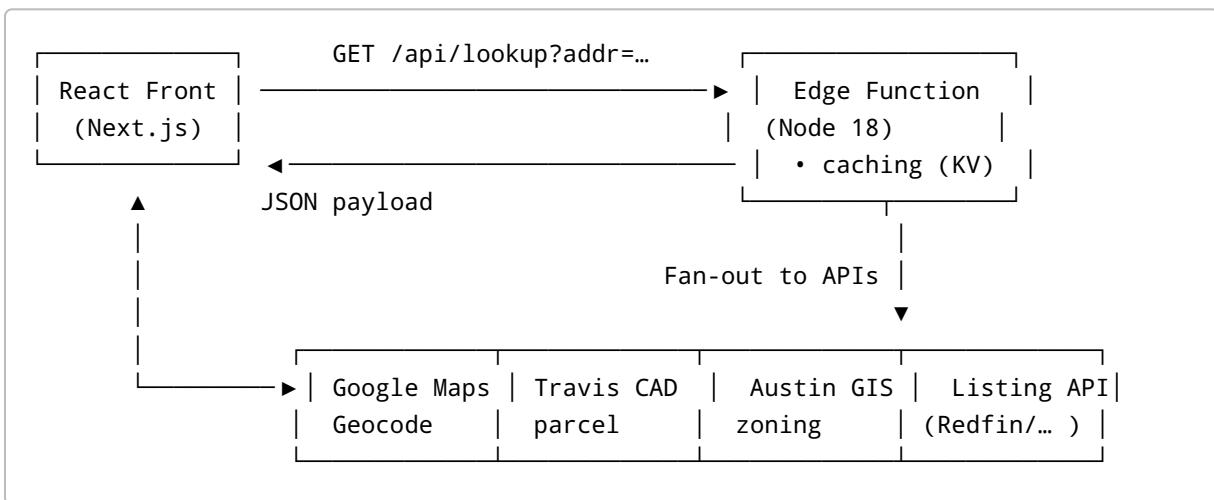 GET /api/lookup?addr=…
React Front Edge Function
(Next.js) (Node 18)
• caching (KV)
JSON payload
Fan-out to APIs
Google Maps Travis CAD Austin GIS Listing API
Geocode parcel zoning (Redfin/… )